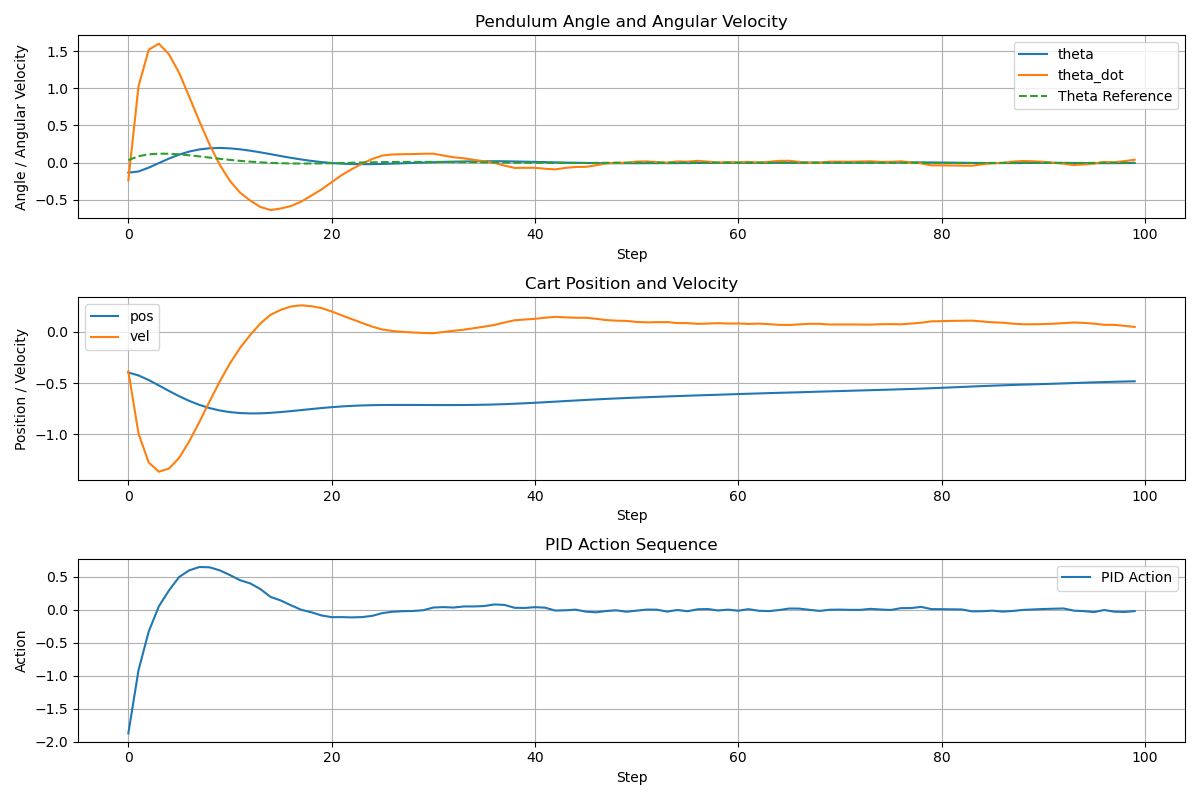 Pendulum Angle and Angular Velocity
Angle / Angular Velocity
1.5
1.0
0.5
0.0
−0.5
theta
theta_dot
Theta Reference
0 20 40 60 80 100
Step
Cart Position and Velocity
Position / Velocity
0.0
−0.5
−1.0
pos
vel
0 20 40 60 80 100
Step
PID Action Sequence
Action
0.5
0.0
−0.5
−1.0
−1.5
−2.0
PID Action
0 20 40 60 80 100
Step